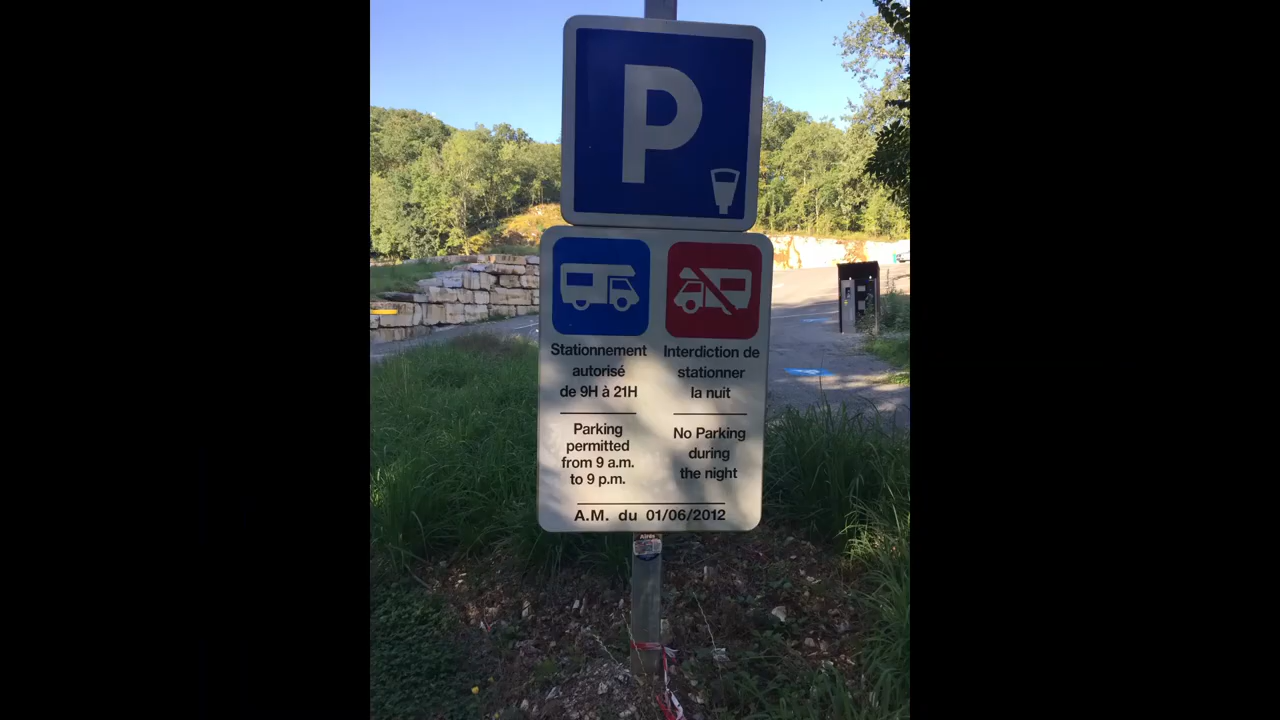 P
Stationnement
autorisé
de 9H à 21H
Parking
permitted
from 9 a.m.
to 9 p.m.
Interdiction de
stationner
la nuit
No Parking
during
the night
A.M. du 01/06/2012